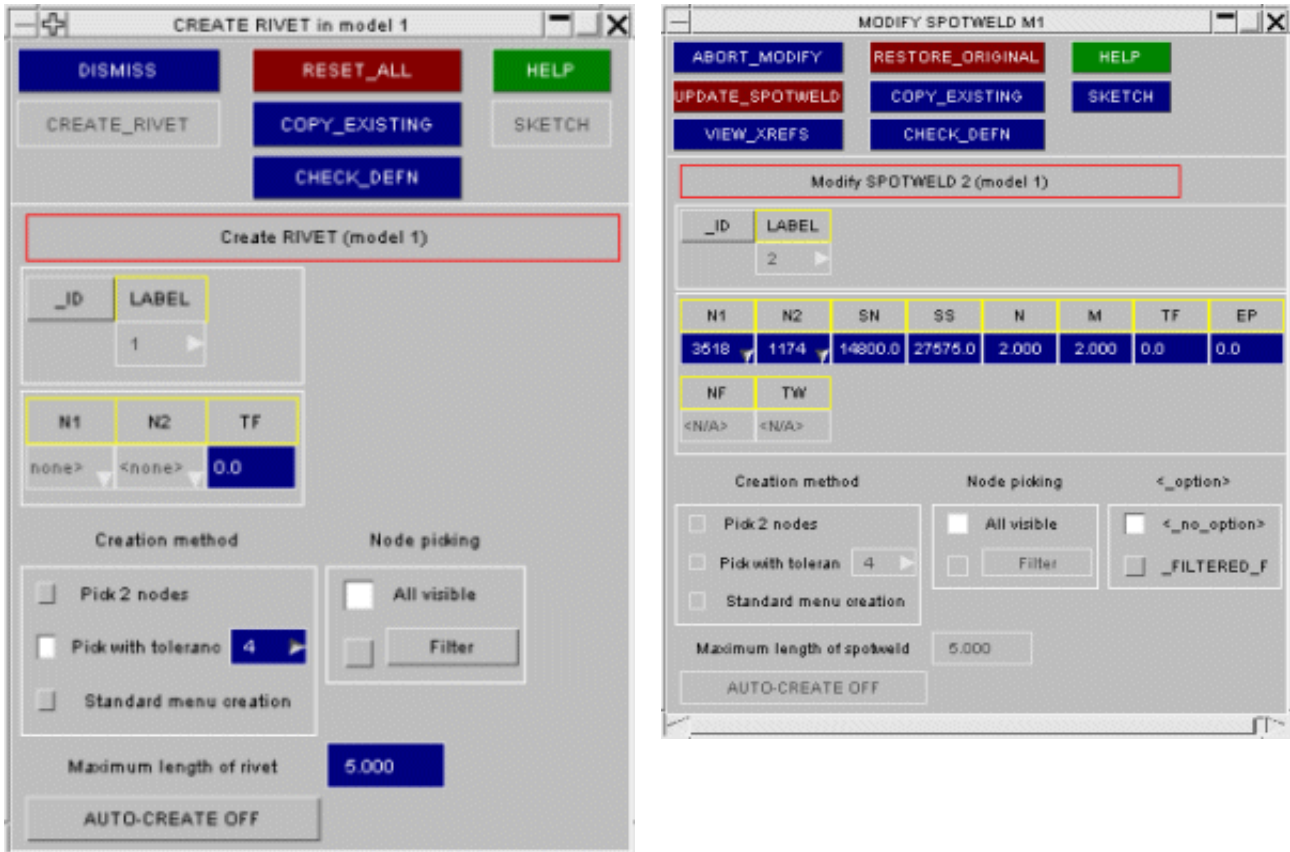 CREATE RIVET in model 1
DISMISS RESET_ALL HELP
CREATE_RIVET COPY_EXISTING SKETCH
CHECK_DEFN
Create RIVET (model 1)
_ID LABEL
1
N1 N2 TF
none> <none> 0.0
Creation method Node picking
Pick 2 nodes All visible
Pick with toleranc 4 Filter
Standard menu creation
Maximum length of rivet 5.000
AUTO-CREATE OFF
MODIFY SPOTWELD M1
ABORT_MODIFY RESTORE_ORIGINAL HELP
UPDATE_SPOTWELD COPY_EXISTING SKETCH
VIEW_XREFS CHECK_DEFN
Modify SPOTWELD 2 (model 1)
_ID LABEL
2
N1 N2 SN SS N M TF EP
3518 1174 14800.0 27575.0 2.000 2.000 0.0 0.0
NF TW
<N/A> <N/A>
Creation method Node picking <_option>
Pick 2 nodes All visible <_no_option>
Pick with toleran 4 Filter _FILTERED_F
Standard menu creation
Maximum length of spotweld 5.000
AUTO-CREATE OFF